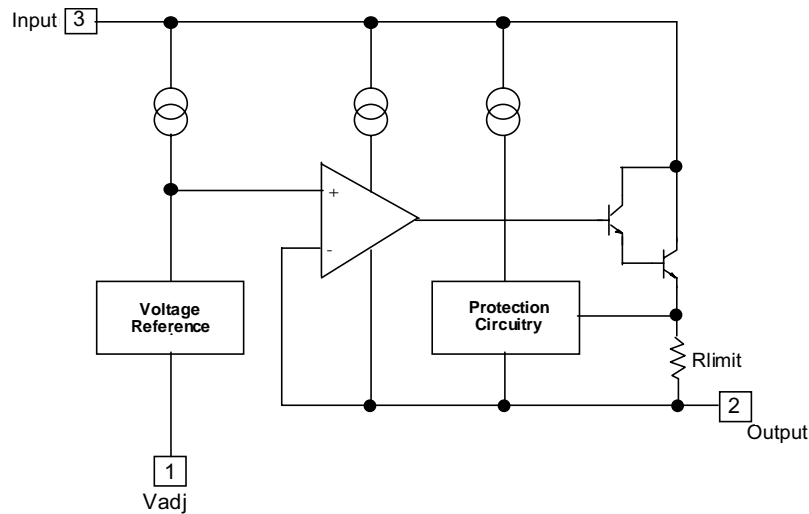 Input 3
+
-
Voltage
Reference
Protection
Circuitry
Rlimit
2
Output
1
Vadj